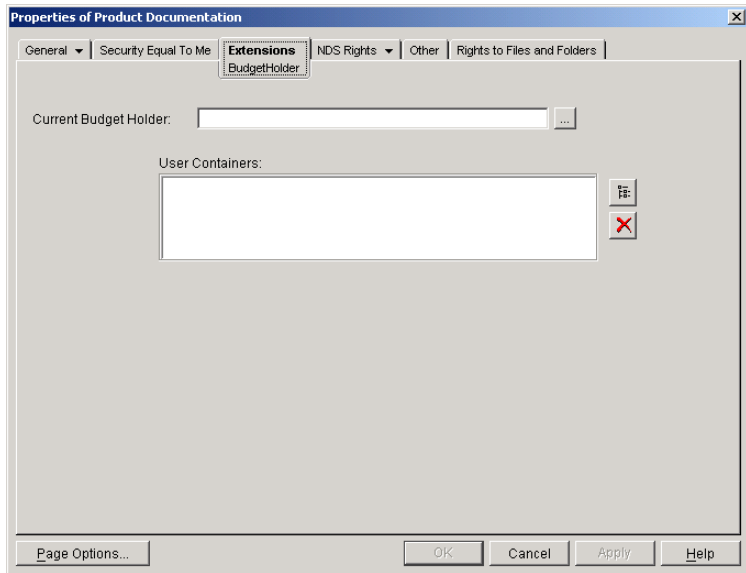 Properties of Product Documentation
General Security Equal To Me Extensions NDS Rights Other Rights to Files and Folders
BudgetHolder
Current Budget Holder: ...
User Containers:
Page Options... OK Cancel Apply Help